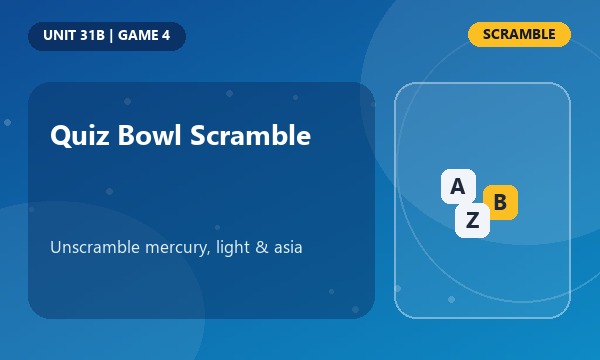 UNIT 31B | GAME 4
SCRAMBLE
Quiz Bowl Scramble
Unscramble mercury, light & asia
A
B
Z